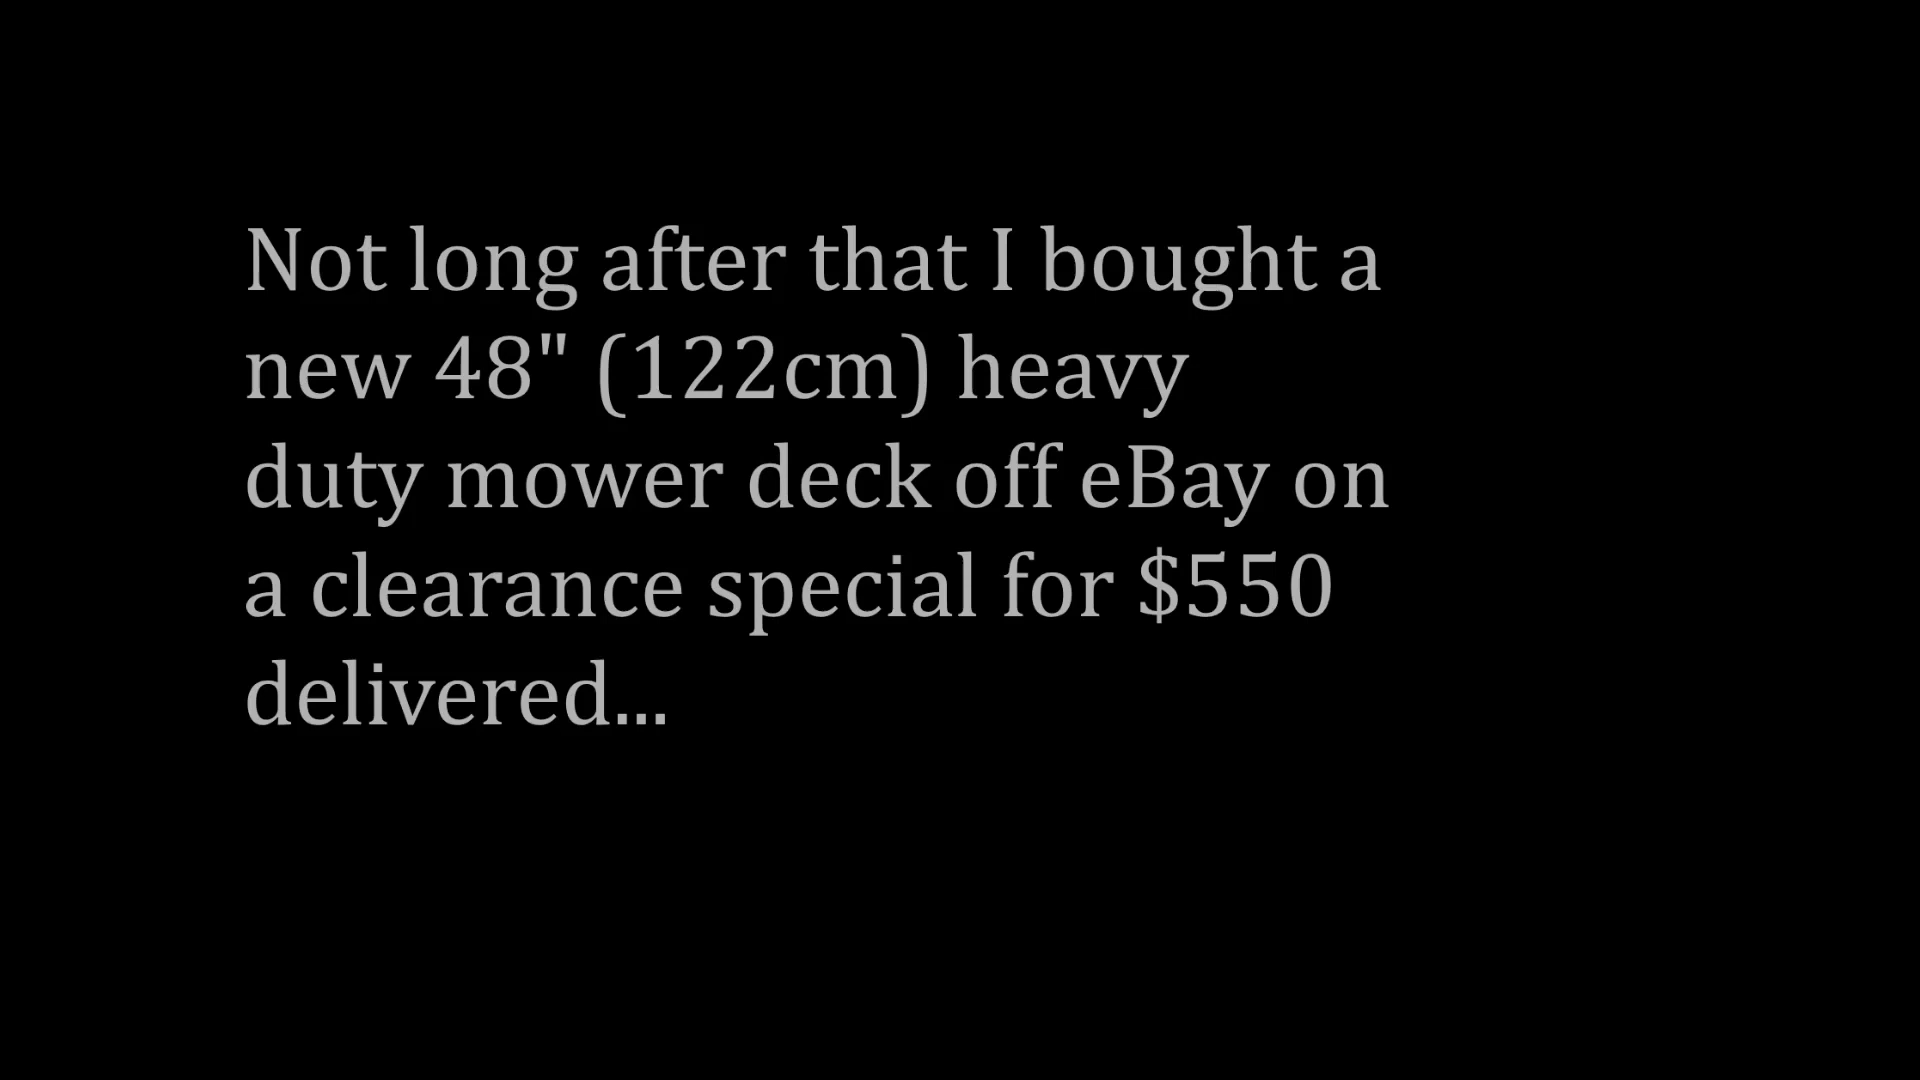 Not long after that I bought a
new 48" (122cm) heavy
duty mower deck off eBay on
a clearance special for $550
delivered...